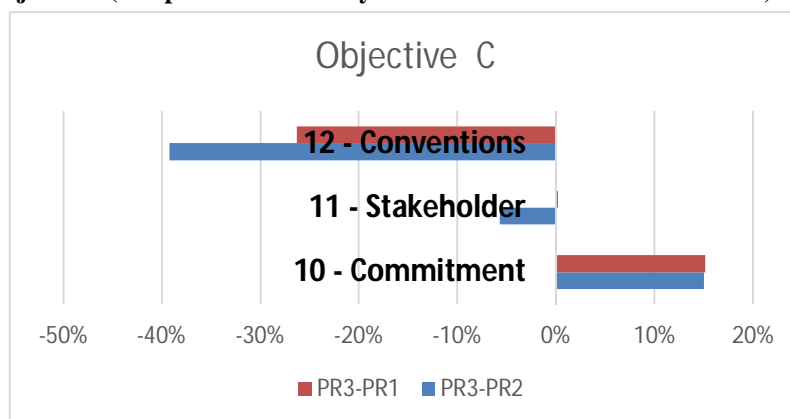 Objective C
12 - Conventions
11 - Stakeholder
10 - Commitment
-50% -40% -30% -20% -10% 0% 10% 20%
PR3-PR1 PR3-PR2